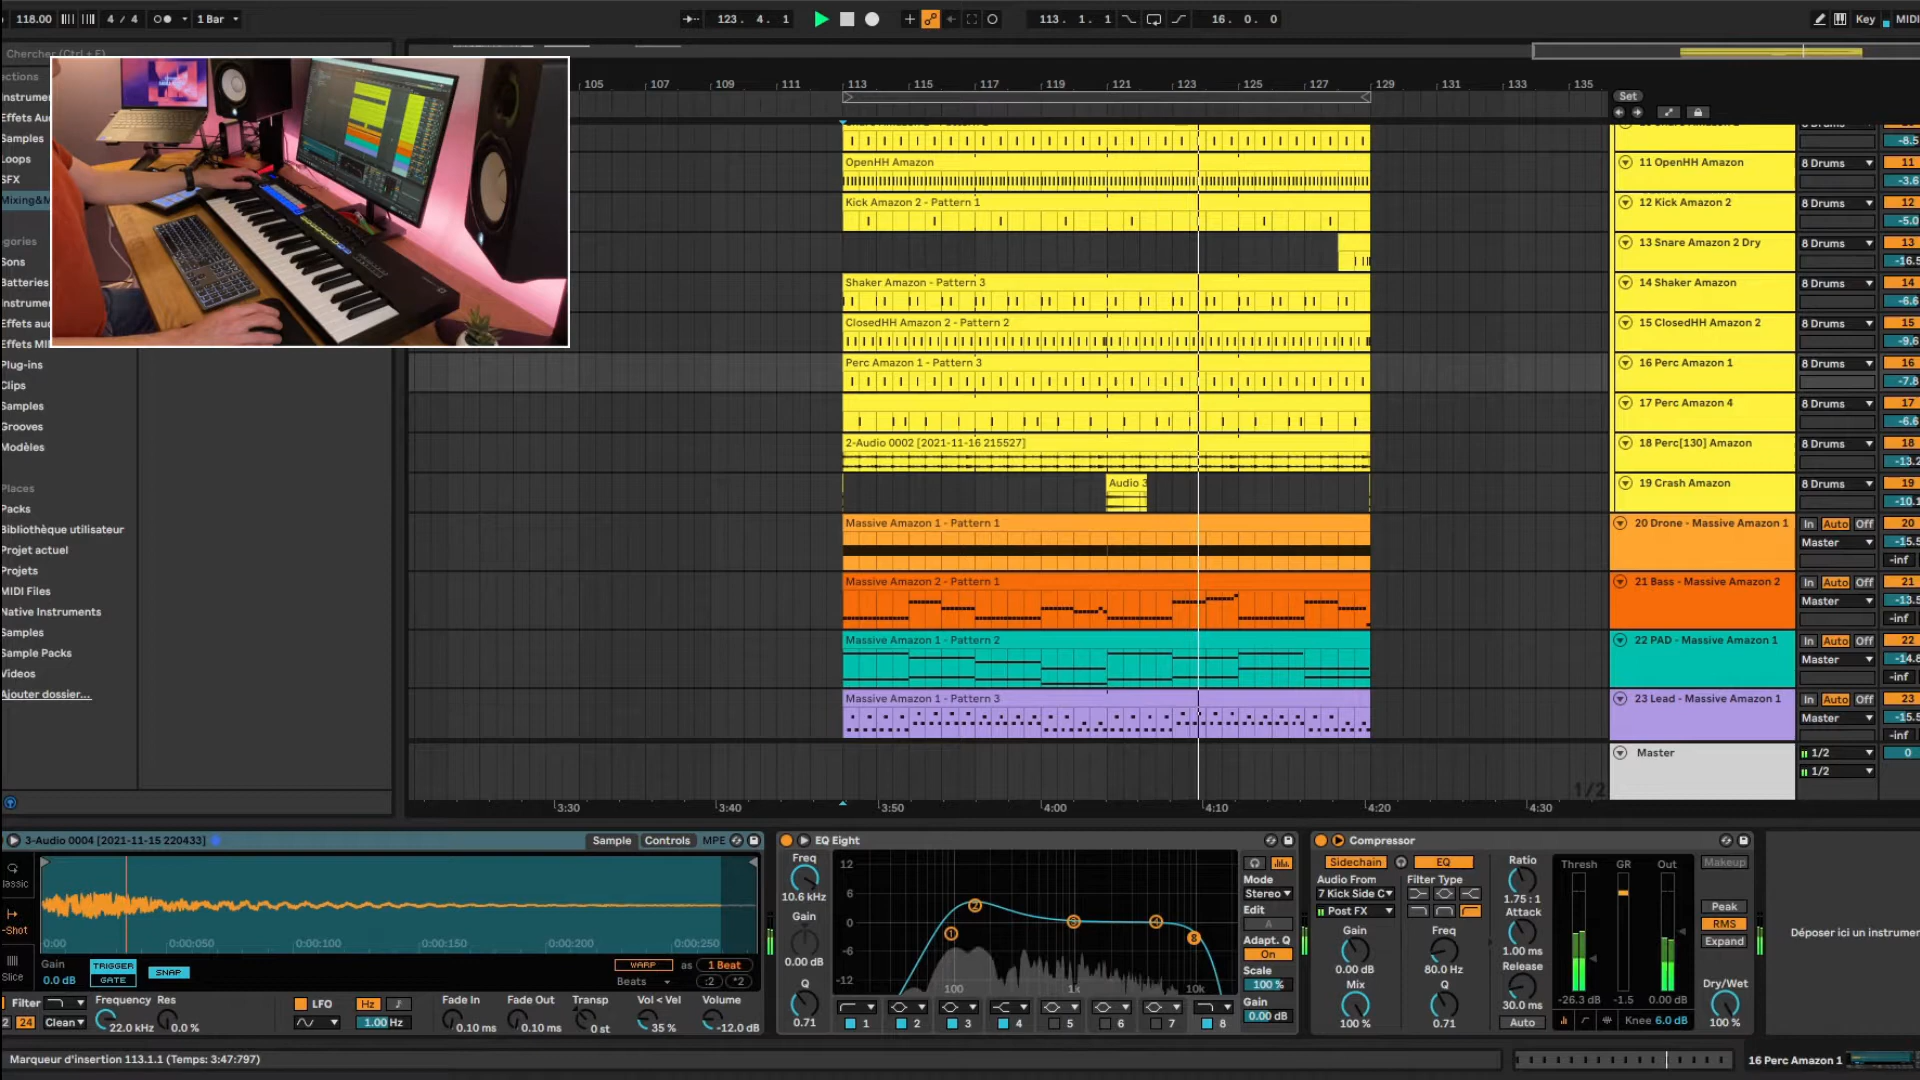 118.00 4 / 4 1 Bar 123. 4. 1 113. 1. 1 16. 0. 0 Key MIDI
Chercher (Ctrl + F)
105 107 109 111 113 115 117 119 121 123 125 127 129 131 133 135
Set
Effets Au
Samples
Loops
SFX
Mixing&M
Sons
Batteries
Effets au
Effets MI
Plug-ins
Clips
Samples
Grooves
Modèles
Places
Packs
Bibliothèque utilisateur
Projet actuel
Projets
MIDI Files
Native Instruments
Samples
Sample Packs
Videos
Ajouter dossier...
8 Drums
-8.5
OpenHH Amazon 11 OpenHH Amazon 8 Drums 11
-3.6
Kick Amazon 2 - Pattern 1 12 Kick Amazon 2 8 Drums 12
-5.0
13 Snare Amazon 2 Dry 8 Drums 13
-16.5
Shaker Amazon - Pattern 3 14 Shaker Amazon 8 Drums 14
-6.6
ClosedHH Amazon 2 - Pattern 2 15 ClosedHH Amazon 2 8 Drums 15
-9.6
Perc Amazon 1 - Pattern 3 16 Perc Amazon 1 8 Drums 16
-7.8
17 Perc Amazon 4 8 Drums 17
-6.6
2-Audio 0002 [2021-11-16 215527] 18 Perc[130] Amazon 8 Drums 18
-13.2
Audio 3 19 Crash Amazon 8 Drums 19
-10.1
Massive Amazon 1 - Pattern 1 20 Drone - Massive Amazon 1 In Auto Off 20
Master -15.5
-inf
Massive Amazon 2 - Pattern 1 21 Bass - Massive Amazon 2 In Auto Off 21
Master -13.5
-inf
Massive Amazon 1 - Pattern 2 22 PAD - Massive Amazon 1 In Auto Off 22
Master -14.8
-inf
Massive Amazon 1 - Pattern 3 23 Lead - Massive Amazon 1 In Auto Off 23
Master -15.5
-inf
Master 1/2 0
1/2
1/2
3:30 3:40 3:50 4:00 4:10 4:20 4:30
3-Audio 0004 [2021-11-15 220433] Sample Controls MPE
0:00 0:00:050 0:00:100 0:00:150 0:00:200 0:00:250
-Shot
Slice
Gain
0.0 dB
TRIGGER
GATE
SNAP
WARP as 1 Beat
Beats :2 *2
Filter Frequency Res LFO Hz Fade In Fade Out Transp Vol < Vel Volume
24 Clean 22.0 kHz 0.0 % 1.00 Hz 0.10 ms 0.10 ms 0 st 35 % -12.0 dB
EQ Eight
Freq
10.6 kHz
Gain
0.00 dB
Q
0.71
12
6
0
-6
-12
100 1k 10k
1 2 3 4 5 6 7 8
Mode
Stereo
Edit
A
Adapt. Q
On
Scale
100 %
Gain
0.00 dB
Compressor
Sidechain EQ
Audio From Filter Type
7 Kick Side C
Post FX
Gain Freq
0.00 dB 80.0 Hz
Mix Q
100 % 0.71
Ratio
1.75 : 1
Attack
1.00 ms
Release
30.0 ms
Auto
Thresh GR Out
-26.3 dB -1.5 0.00 dB
Knee 6.0 dB
Makeup
Peak
RMS
Expand
Dry/Wet
100 %
Déposer ici un instrumen
Marqueur d'insertion 113.1.1 (Temps: 3:47:797)
16 Perc Amazon 1